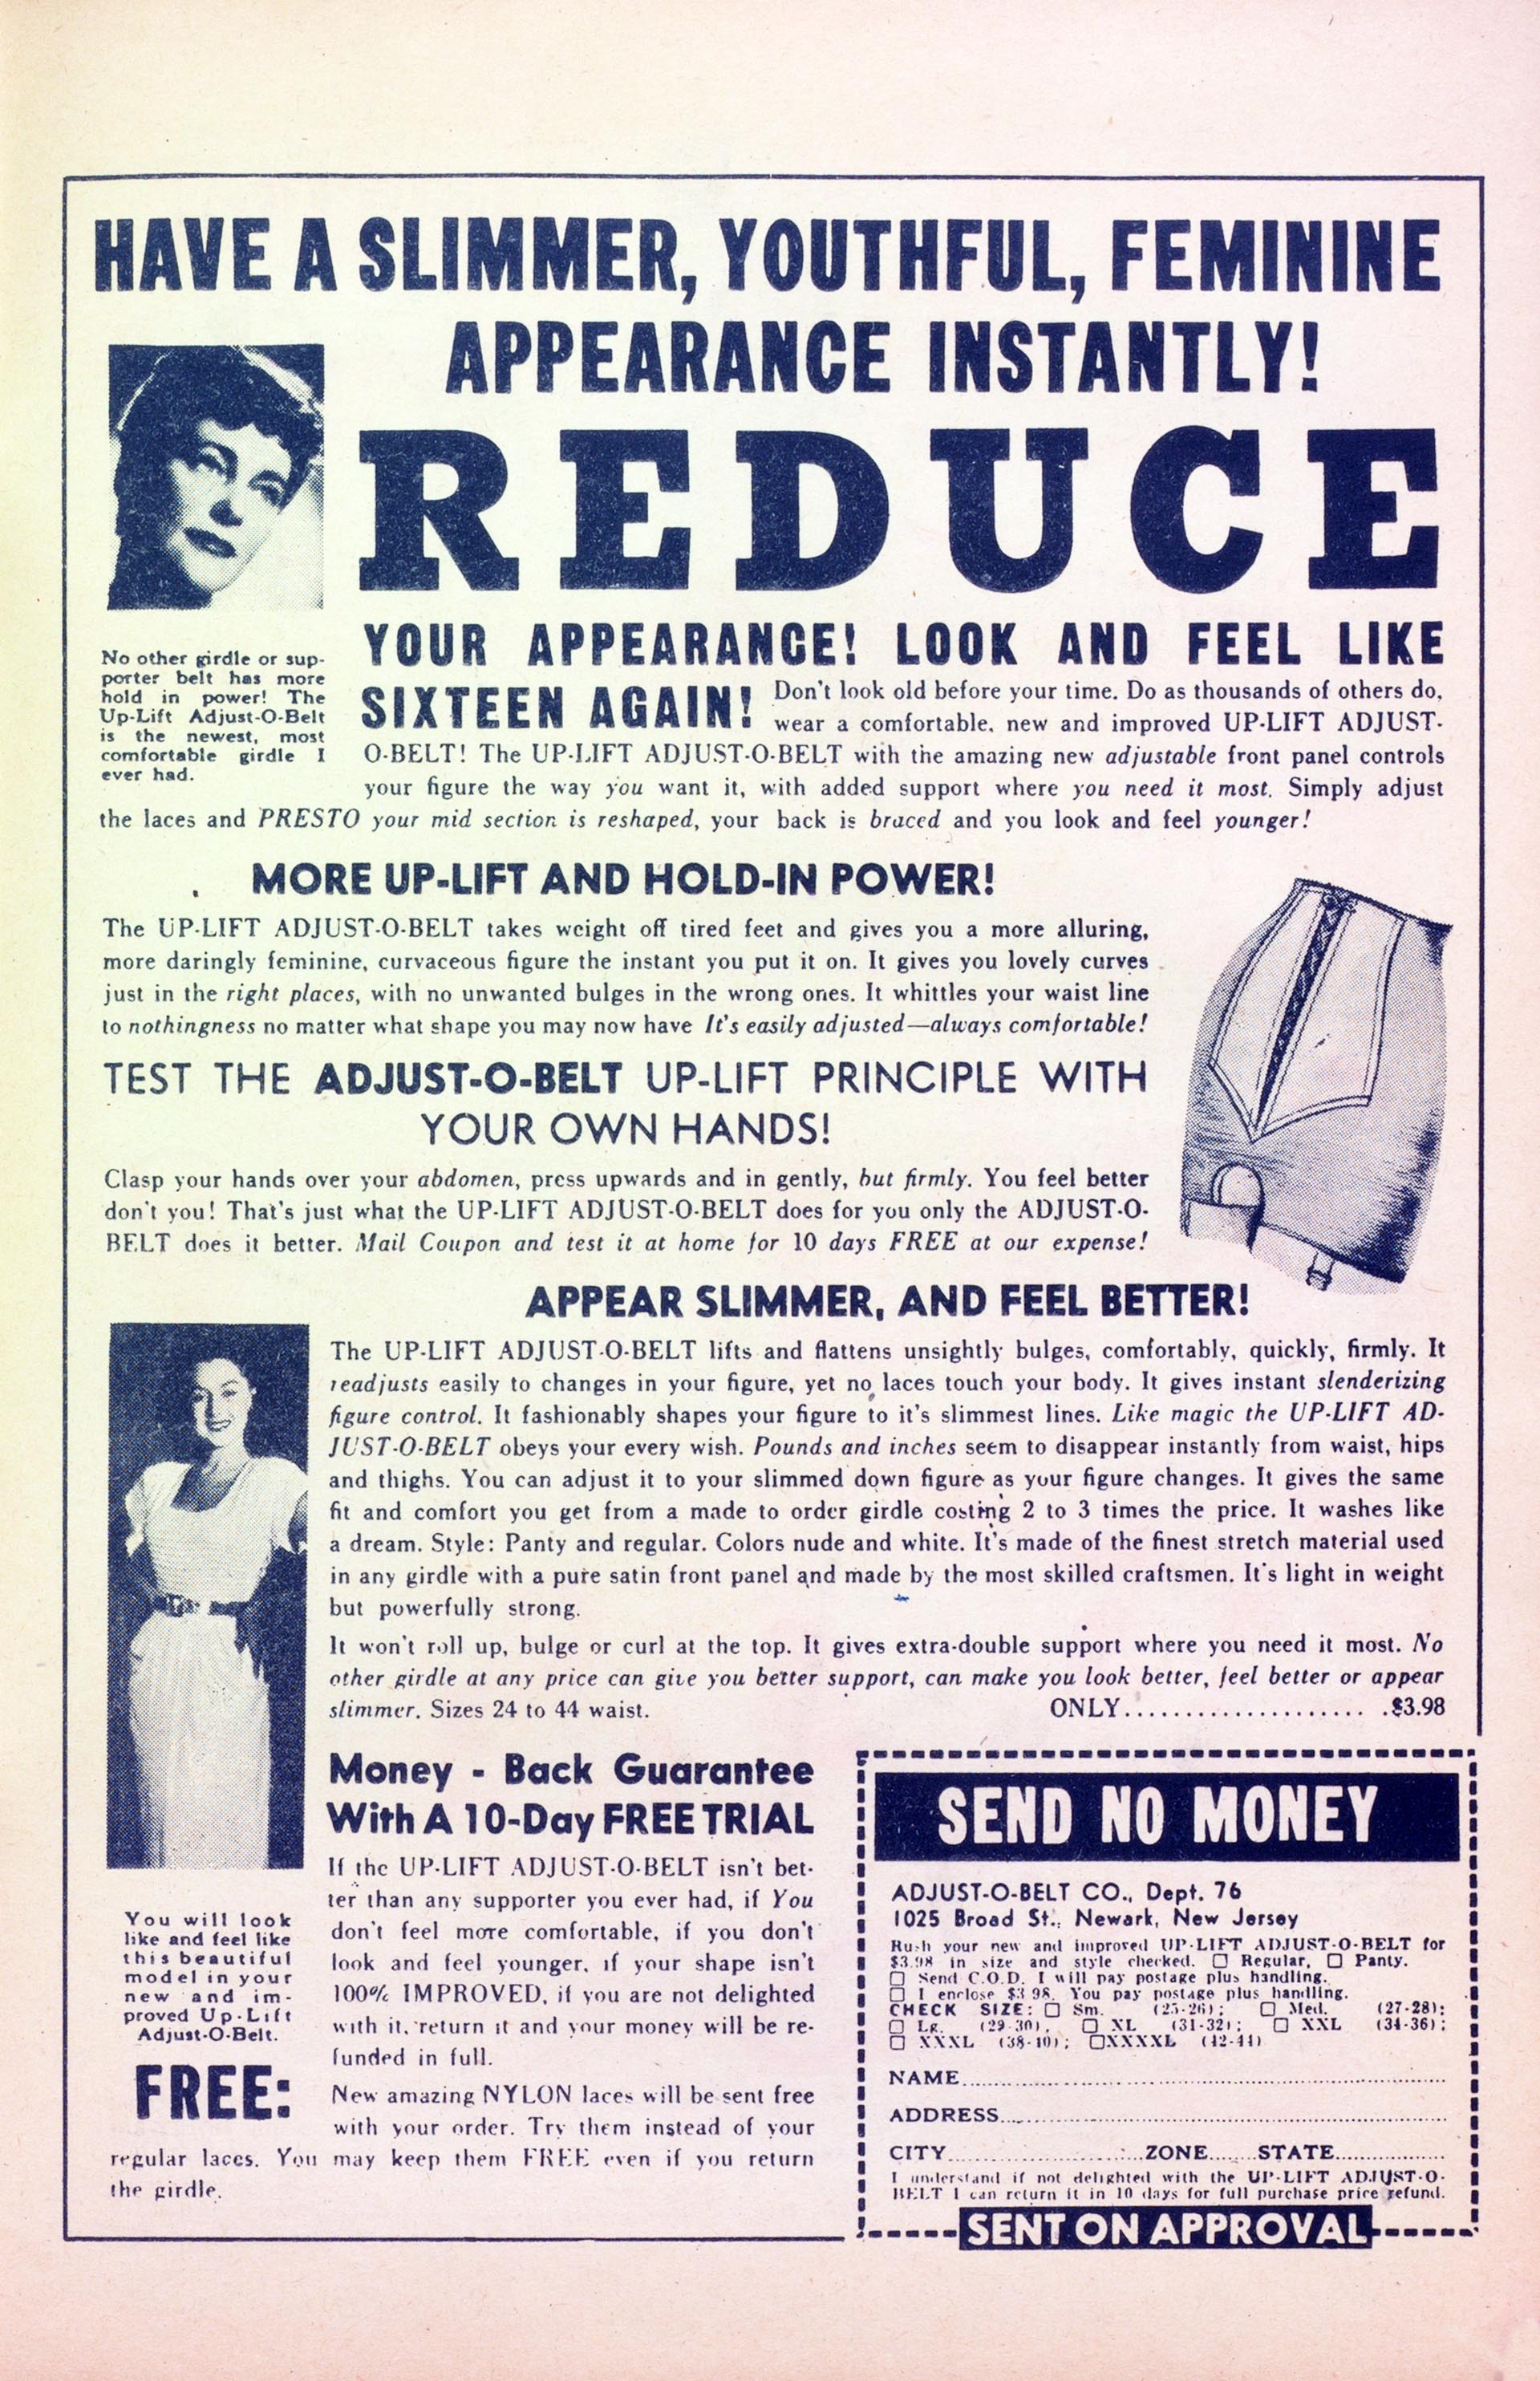 HAVE A SLIMMER, YOUTHFUL, FEMININE
APPEARANCE INSTANTLY!
REDUCE
YOUR APPEARANCE! LOOK AND FEEL LIKE
SIXTEEN AGAIN! Don't look old before your time. Do as thousands of others do,
wear a comfortable, new and improved UP-LIFT ADJUST-
O-BELT! The UP-LIFT ADJUST-O-BELT with the amazing new adjustable front panel controls
your figure the way you want it, with added support where you need it most. Simply adjust
the laces and PRESTO your mid section is reshaped, your back is braced and you look and feel younger!
No other girdle or sup-
porter belt has more
hold in power! The
Up-Lift Adjust-O-Belt
is the newest, most
comfortable girdle I
ever had.
MORE UP-LIFT AND HOLD-IN POWER!
The UP-LIFT ADJUST-O-BELT takes weight off tired feet and gives you a more alluring,
more daringly feminine, curvaceous figure the instant you put it on. It gives you lovely curves
just in the right places, with no unwanted bulges in the wrong ones. It whittles your waist line
to nothingness no matter what shape you may now have It's easily adjusted—always comfortable!
TEST THE ADJUST-O-BELT UP-LIFT PRINCIPLE WITH
YOUR OWN HANDS!
Clasp your hands over your abdomen, press upwards and in gently, but firmly. You feel better
don't you! That's just what the UP-LIFT ADJUST-O-BELT does for you only the ADJUST-O-
BELT does it better. Mail Coupon and test it at home for 10 days FREE at our expense!
APPEAR SLIMMER, AND FEEL BETTER!
The UP-LIFT ADJUST-O-BELT lifts and flattens unsightly bulges, comfortably, quickly, firmly. It
readjusts easily to changes in your figure, yet no laces touch your body. It gives instant slenderizing
figure control. It fashionably shapes your figure to it's slimmest lines. Like magic the UP-LIFT AD-
JUST-O-BELT obeys your every wish. Pounds and inches seem to disappear instantly from waist, hips
and thighs. You can adjust it to your slimmed down figure as your figure changes. It gives the same
fit and comfort you get from a made to order girdle costing 2 to 3 times the price. It washes like
a dream. Style: Panty and regular. Colors nude and white. It's made of the finest stretch material used
in any girdle with a pure satin front panel and made by the most skilled craftsmen. It's light in weight
but powerfully strong.
It won't roll up, bulge or curl at the top. It gives extra-double support where you need it most. No
other girdle at any price can give you better support, can make you look better, feel better or appear
slimmer. Sizes 24 to 44 waist. ONLY.....................$3.98
You will look
like and feel like
this beautiful
model in your
new and im-
proved Up-Lift
Adjust-O-Belt.
Money - Back Guarantee
With A 10-Day FREE TRIAL
If the UP-LIFT ADJUST-O-BELT isn't bet-
ter than any supporter you ever had, if You
don't feel more comfortable, if you don't
look and feel younger, if your shape isn't
100% IMPROVED, if you are not delighted
with it, return it and your money will be re-
funded in full.
FREE: New amazing NYLON laces will be sent free
with your order. Try them instead of your
regular laces. You may keep them FREE even if you return
the girdle.
SEND NO MONEY
ADJUST-O-BELT CO., Dept. 76
1025 Broad St., Newark, New Jersey
Rush your new and improved UP-LIFT ADJUST-O-BELT for
$3.98 in size and style checked. ☐ Regular, ☐ Panty.
☐ Send C.O.D. I will pay postage plus handling.
☐ I enclose $3.98. You pay postage plus handling.
CHECK SIZE: ☐ Sm. (25-26); ☐ Med. (27-28);
☐ Lg. (29-30); ☐ XL (31-32); ☐ XXL (34-36);
☐ XXXL (38-40); ☐ XXXXL (42-44)
NAME
ADDRESS
CITY ZONE STATE
I understand if not delighted with the UP-LIFT ADJUST-O-
BELT I can return it in 10 days for full purchase price refund.
SENT ON APPROVAL